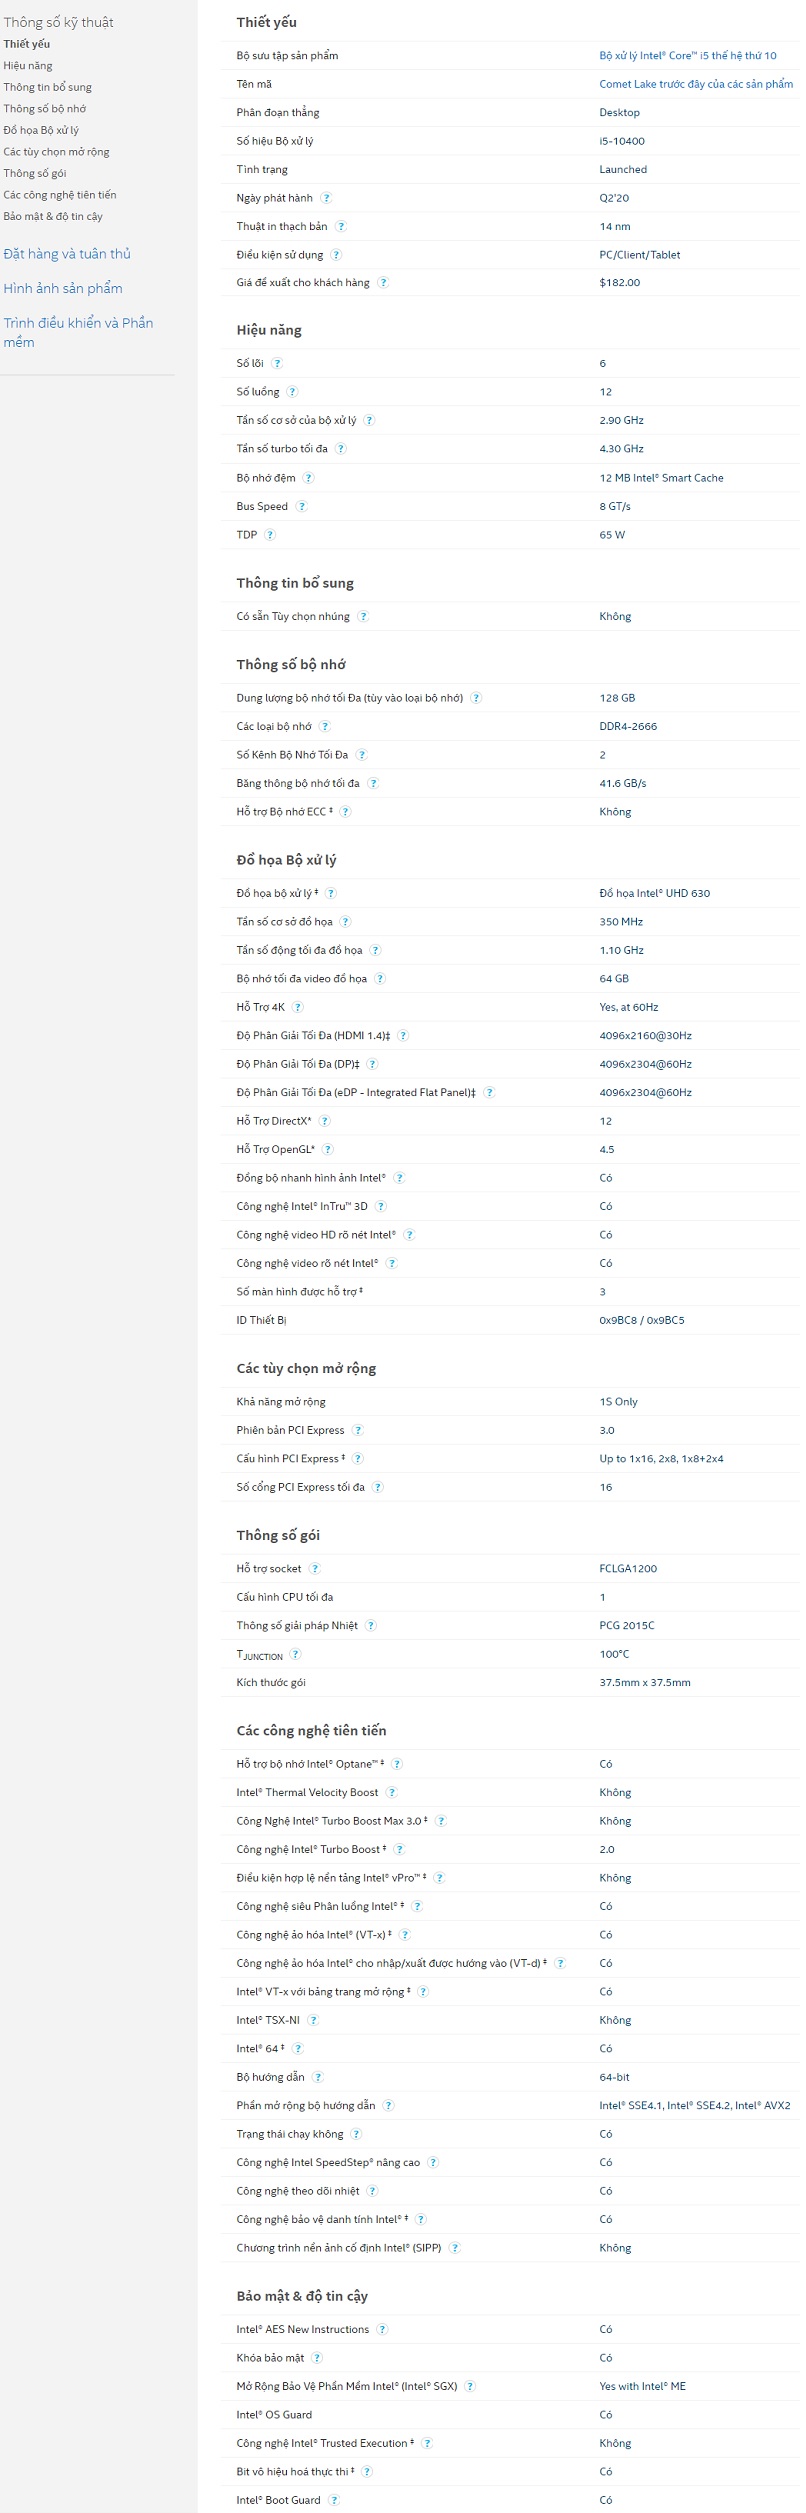 Thông số kỹ thuật
Thiết yếu
Hiệu năng
Thông tin bổ sung
Thông số bộ nhớ
Đồ họa Bộ xử lý
Các tùy chọn mở rộng
Thông số gói
Các công nghệ tiên tiến
Bảo mật & độ tin cậy
Đặt hàng và tuân thủ
Hình ảnh sản phẩm
Trình điều khiển và Phần
mềm
Thiết yếu
Bộ sưu tập sản phẩm Bộ xử lý Intel® Core™ i5 thế hệ thứ 10
Tên mã Comet Lake trước đây của các sản phẩm
Phân đoạn thẳng Desktop
Số hiệu Bộ xử lý i5-10400
Tình trạng Launched
Ngày phát hành ? Q2'20
Thuật in thạch bản ? 14 nm
Điều kiện sử dụng ? PC/Client/Tablet
Giá đề xuất cho khách hàng ? $182.00
Hiệu năng
Số lõi ? 6
Số luồng ? 12
Tần số cơ sở của bộ xử lý ? 2.90 GHz
Tần số turbo tối đa ? 4.30 GHz
Bộ nhớ đệm ? 12 MB Intel® Smart Cache
Bus Speed ? 8 GT/s
TDP ? 65 W
Thông tin bổ sung
Có sẵn Tùy chọn nhúng ? Không
Thông số bộ nhớ
Dung lượng bộ nhớ tối Đa (tùy vào loại bộ nhớ) ? 128 GB
Các loại bộ nhớ ? DDR4-2666
Số Kênh Bộ Nhớ Tối Đa ? 2
Băng thông bộ nhớ tối đa ? 41.6 GB/s
Hỗ trợ Bộ nhớ ECC ‡ ? Không
Đồ họa Bộ xử lý
Đồ họa bộ xử lý ‡ ? Đồ họa Intel® UHD 630
Tần số cơ sở đồ họa ? 350 MHz
Tần số động tối đa đồ họa ? 1.10 GHz
Bộ nhớ tối đa video đồ họa ? 64 GB
Hỗ Trợ 4K ? Yes, at 60Hz
Độ Phân Giải Tối Đa (HDMI 1.4)‡ ? 4096x2160@30Hz
Độ Phân Giải Tối Đa (DP)‡ ? 4096x2304@60Hz
Độ Phân Giải Tối Đa (eDP - Integrated Flat Panel)‡ ? 4096x2304@60Hz
Hỗ Trợ DirectX* ? 12
Hỗ Trợ OpenGL* ? 4.5
Đồng bộ nhanh hình ảnh Intel® ? Có
Công nghệ Intel® InTru™ 3D ? Có
Công nghệ video HD rõ nét Intel® ? Có
Công nghệ video rõ nét Intel® ? Có
Số màn hình được hỗ trợ ‡ 3
ID Thiết Bị 0x9BC8 / 0x9BC5
Các tùy chọn mở rộng
Khả năng mở rộng 1S Only
Phiên bản PCI Express ? 3.0
Cấu hình PCI Express ‡ ? Up to 1x16, 2x8, 1x8+2x4
Số cổng PCI Express tối đa ? 16
Thông số gói
Hỗ trợ socket ? FCLGA1200
Cấu hình CPU tối đa 1
Thông số giải pháp Nhiệt ? PCG 2015C
TJUNCTION ? 100°C
Kích thước gói 37.5mm x 37.5mm
Các công nghệ tiên tiến
Hỗ trợ bộ nhớ Intel® Optane™ ‡ ? Có
Intel® Thermal Velocity Boost ? Không
Công Nghệ Intel® Turbo Boost Max 3.0 ‡ ? Không
Công nghệ Intel® Turbo Boost ‡ ? 2.0
Điều kiện hợp lệ nền tảng Intel® vPro™ ‡ ? Không
Công nghệ siêu Phân luồng Intel® ‡ ? Có
Công nghệ ảo hóa Intel® (VT-x) ‡ ? Có
Công nghệ ảo hóa Intel® cho nhập/xuất được hướng vào (VT-d) ‡ ? Có
Intel® VT-x với bảng trang mở rộng ‡ ? Có
Intel® TSX-NI ? Không
Intel® 64 ‡ ? Có
Bộ hướng dẫn ? 64-bit
Phần mở rộng bộ hướng dẫn ? Intel® SSE4.1, Intel® SSE4.2, Intel® AVX2
Trạng thái chạy không ? Có
Công nghệ Intel SpeedStep® nâng cao ? Có
Công nghệ theo dõi nhiệt ? Có
Công nghệ bảo vệ danh tính Intel® ‡ ? Có
Chương trình nền ảnh cố định Intel® (SIPP) ? Không
Bảo mật & độ tin cậy
Intel® AES New Instructions ? Có
Khóa bảo mật ? Có
Mở Rộng Bảo Vệ Phần Mềm Intel® (Intel® SGX) ? Yes with Intel® ME
Intel® OS Guard Có
Công nghệ Intel® Trusted Execution ‡ ? Không
Bit vô hiệu hoá thực thi ‡ ? Có
Intel® Boot Guard ? Có